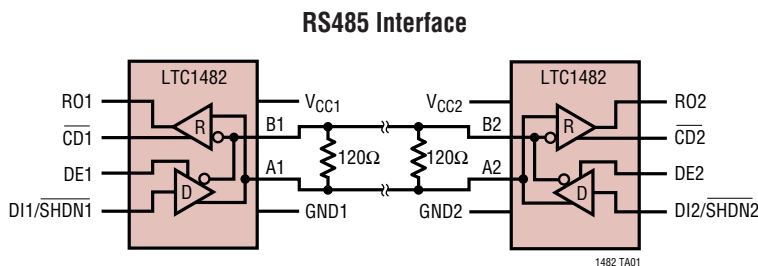 RS485 Interface
LTC1482
LTC1482
RO1
VCC1
VCC2
RO2
R
B1
B2
R
CD1
CD2
120Ω
120Ω
DE1
A1
A2
DE2
D
D
DI1/SHDN1
GND1
GND2
DI2/SHDN2
1482 TA01